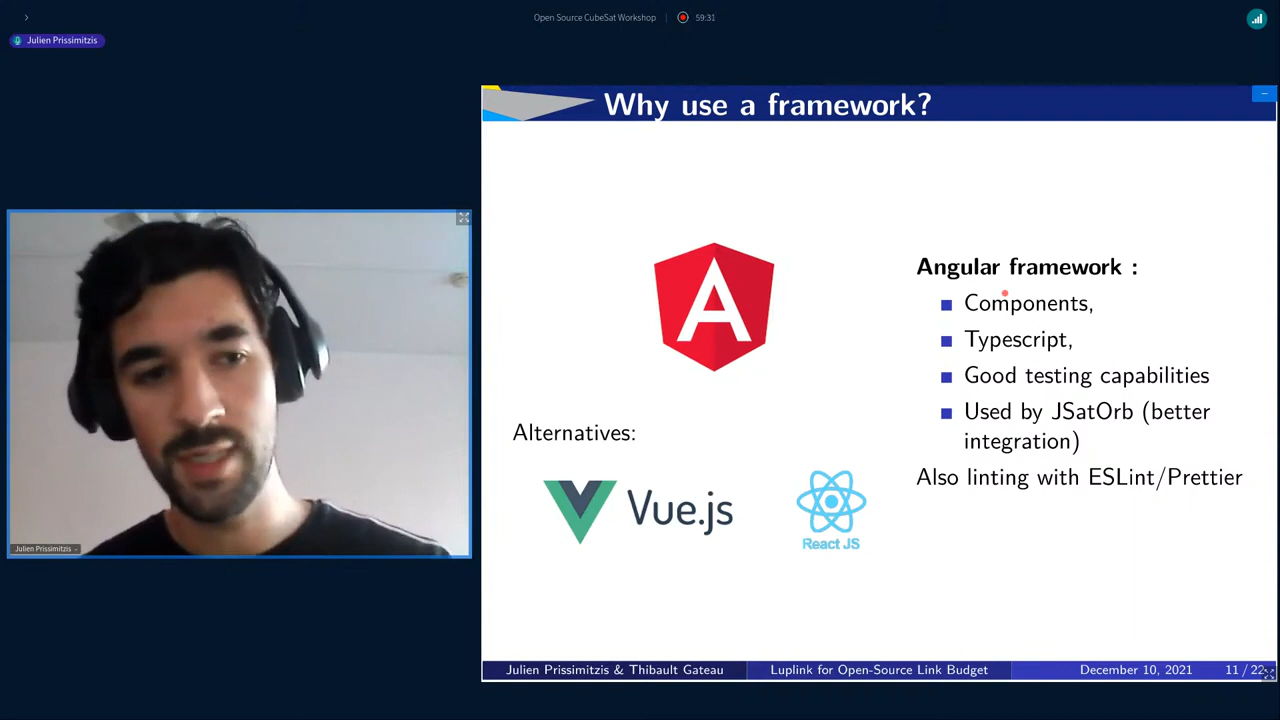 Open Source CubeSat Workshop
59:31
Julien Prissimitzis
Julien Prissimitzis
Why use a framework?
A
Alternatives:
Vue.js
React JS
Angular framework :
Components,
Typescript,
Good testing capabilities
Used by JSatOrb (better
integration)
Also linting with ESLint/Prettier
Julien Prissimitzis & Thibault Gateau
Luplink for Open-Source Link Budget
December 10, 2021
11 / 22